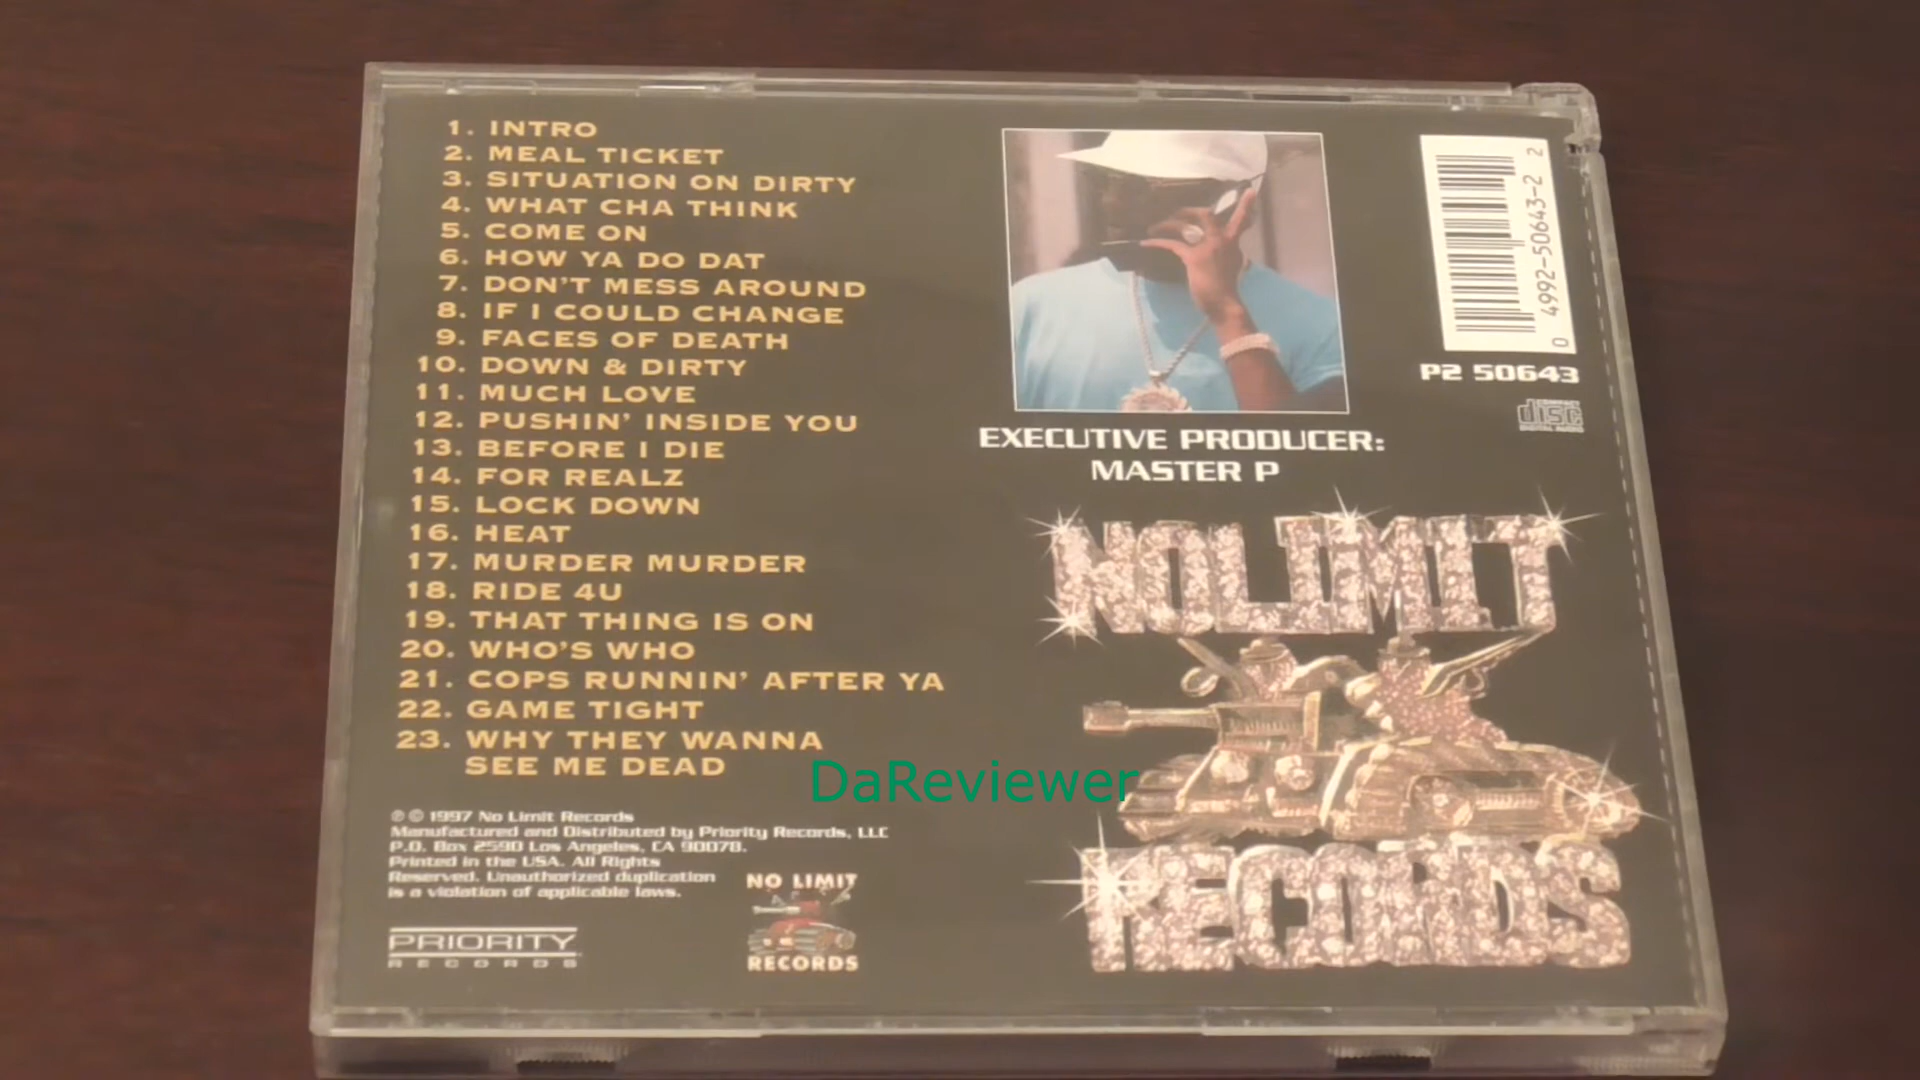 1. INTRO
2. MEAL TICKET
3. SITUATION ON DIRTY
4. WHAT CHA THINK
5. COME ON
6. HOW YA DO DAT
7. DON'T MESS AROUND
8. IF I COULD CHANGE
9. FACES OF DEATH
10. DOWN & DIRTY
11. MUCH LOVE
12. PUSHIN' INSIDE YOU
13. BEFORE I DIE
14. FOR REALZ
15. LOCK DOWN
16. HEAT
17. MURDER MURDER
18. RIDE 4U
19. THAT THING IS ON
20. WHO'S WHO
21. COPS RUNNIN' AFTER YA
22. GAME TIGHT
23. WHY THEY WANNA
SEE ME DEAD
℗ © 1997 No Limit Records
Manufactured and Distributed by Priority Records, LLC
P.O. Box 2590 Los Angeles, CA 90078.
Printed in the USA. All Rights
Reserved. Unauthorized duplication
is a violation of applicable laws.
PRIORITY
RECORDS
NO LIMIT
RECORDS
EXECUTIVE PRODUCER:
MASTER P
0 4992-50643-2 2
P2 50643
COMPACT
disc
DIGITAL AUDIO
NO LIMIT
RECORDS
DaReviewer